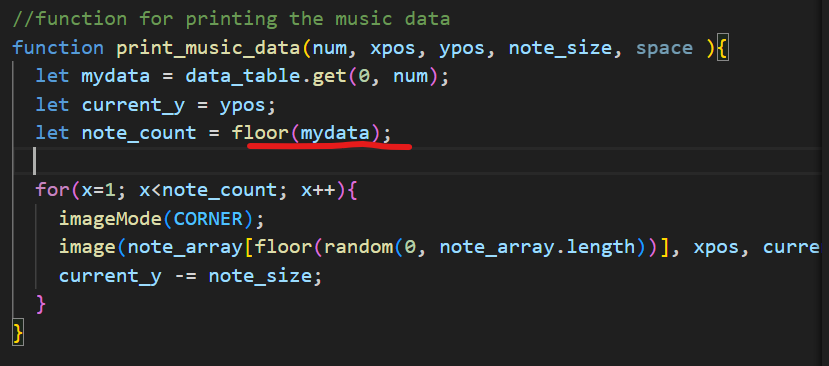 //function for printing the music data
function print_music_data(num, xpos, ypos, note_size, space ){
let mydata = data_table.get(0, num);
let current_y = ypos;
let note_count = floor(mydata);
for(x=1; x<note_count; x++){
imageMode(CORNER);
image(note_array[floor(random(0, note_array.length))], xpos, curre
current_y -= note_size;
}
}